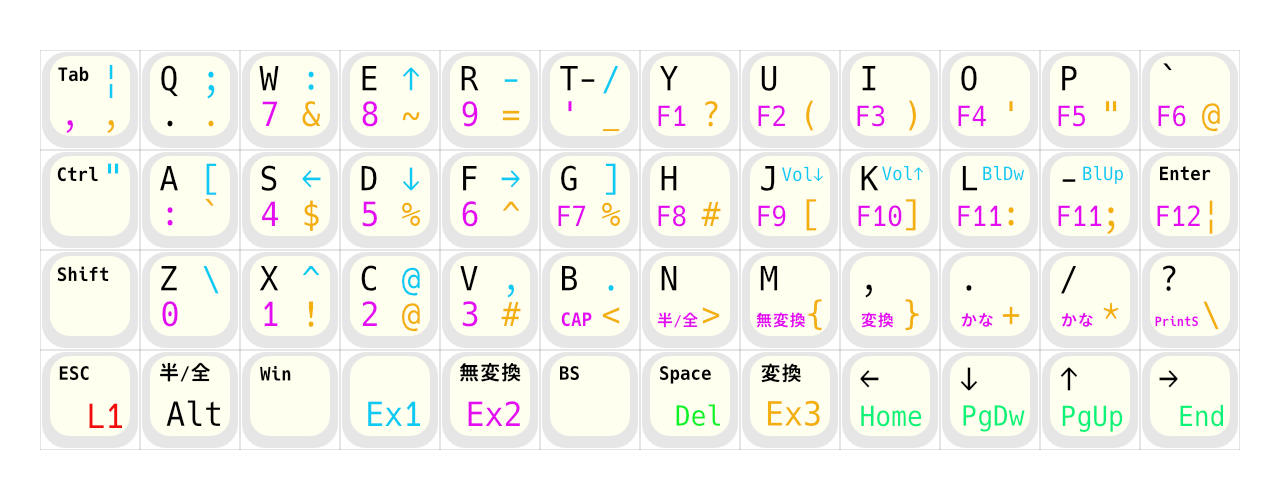 Tab ¦ Q ; W : E ↑ R - T-/ Y U I O P `
, , . . 7 & 8 ~ 9 = ' _ F1 ? F2 ( F3 ) F4 ' F5 " F6 @
Ctrl " A [ S ← D ↓ F → G ] H J Vol↓ K Vol↑ L BlDw - BlUp Enter
: ` 4 $ 5 % 6 ^ F7 % F8 # F9 [ F10 ] F11 : F11 ; F12 ¦
Shift Z \ X ^ C @ V , B . N M , . / ?
0 1 ! 2 @ 3 # CAP < 半/全 > 無変換 { 変換 } かな + かな * PrintS \
ESC 半/全 Win 無変換 BS Space 変換 ← ↓ ↑ →
L1 Alt Ex1 Ex2 Del Ex3 Home PgDw PgUp End